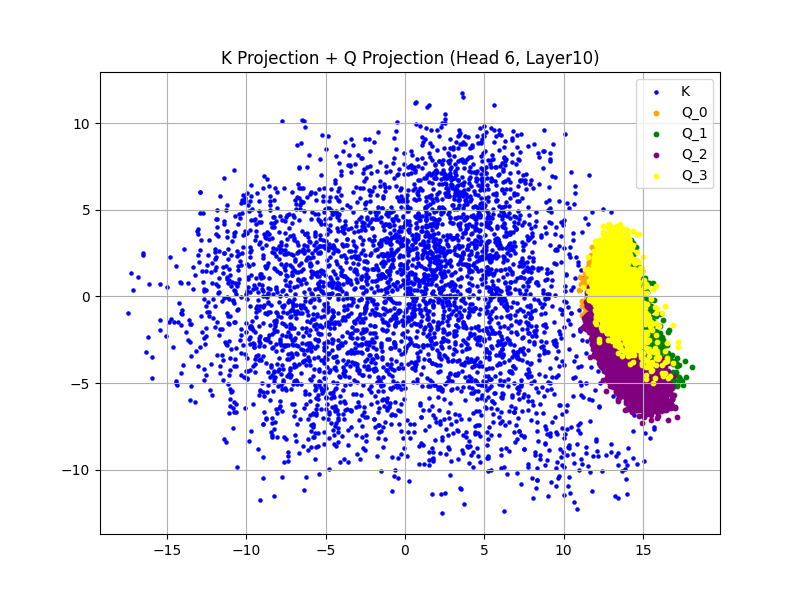 K Projection + Q Projection (Head 6, Layer10)
K
Q_0
Q_1
Q_2
Q_3
10
5
0
−5
−10
−15 −10 −5 0 5 10 15